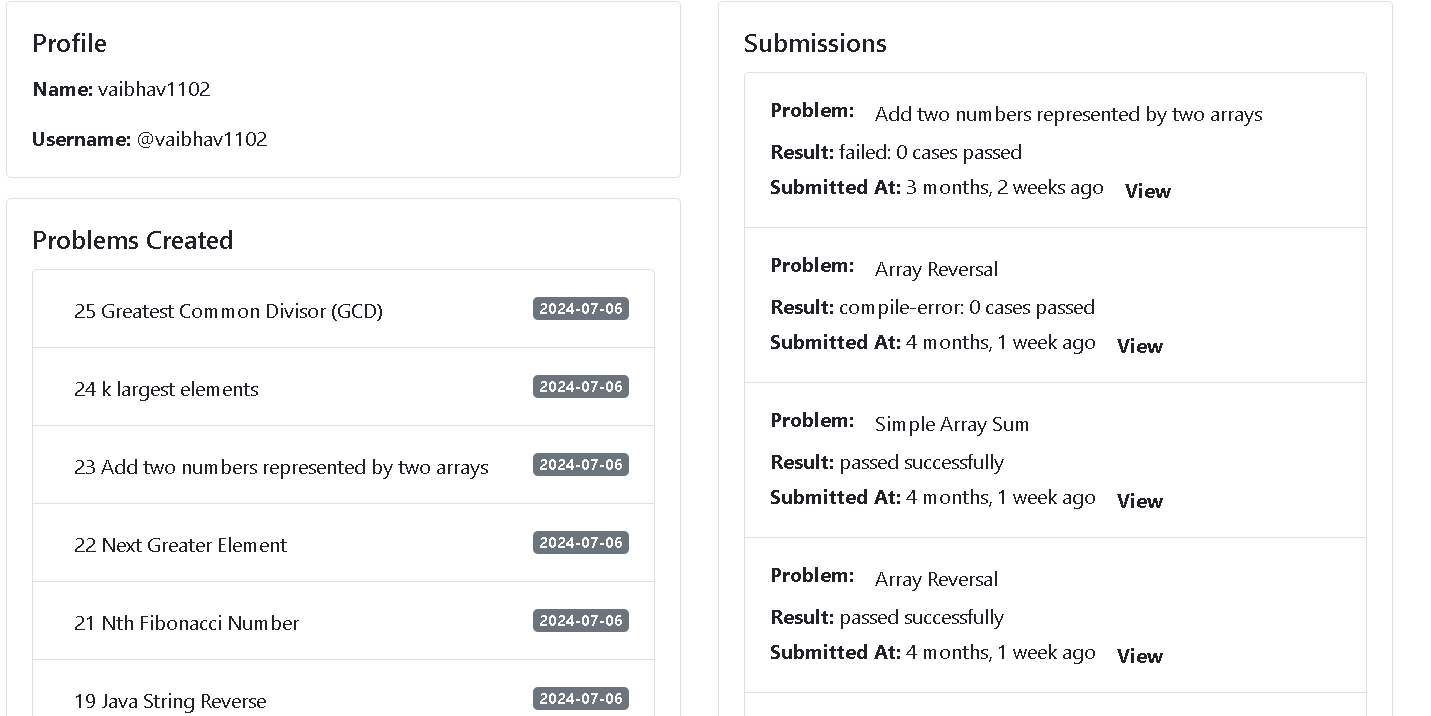 Profile
Name: vaibhav1102
Username: @vaibhav1102
Problems Created
25 Greatest Common Divisor (GCD) 2024-07-06
24 k largest elements 2024-07-06
23 Add two numbers represented by two arrays 2024-07-06
22 Next Greater Element 2024-07-06
21 Nth Fibonacci Number 2024-07-06
19 Java String Reverse 2024-07-06
Submissions
Problem: Add two numbers represented by two arrays
Result: failed: 0 cases passed
Submitted At: 3 months, 2 weeks ago View
Problem: Array Reversal
Result: compile-error: 0 cases passed
Submitted At: 4 months, 1 week ago View
Problem: Simple Array Sum
Result: passed successfully
Submitted At: 4 months, 1 week ago View
Problem: Array Reversal
Result: passed successfully
Submitted At: 4 months, 1 week ago View